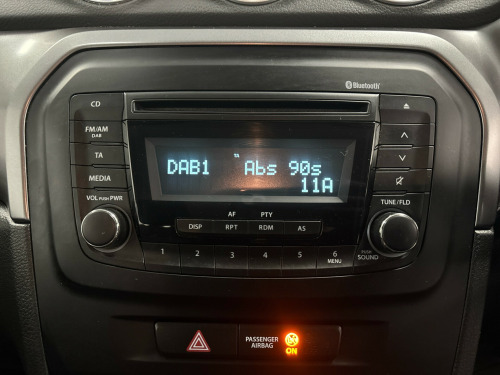 Bluetooth
CD
FM/AM
DAB
TA
MEDIA
VOL PUSH PWR
TA
DAB1 Abs 90s
11A
TUNE/FLD
AF PTY
DISP RPT RDM AS
1 2 3 4 5 6
MENU
PUSH
SOUND
PASSENGER
AIRBAG
ON